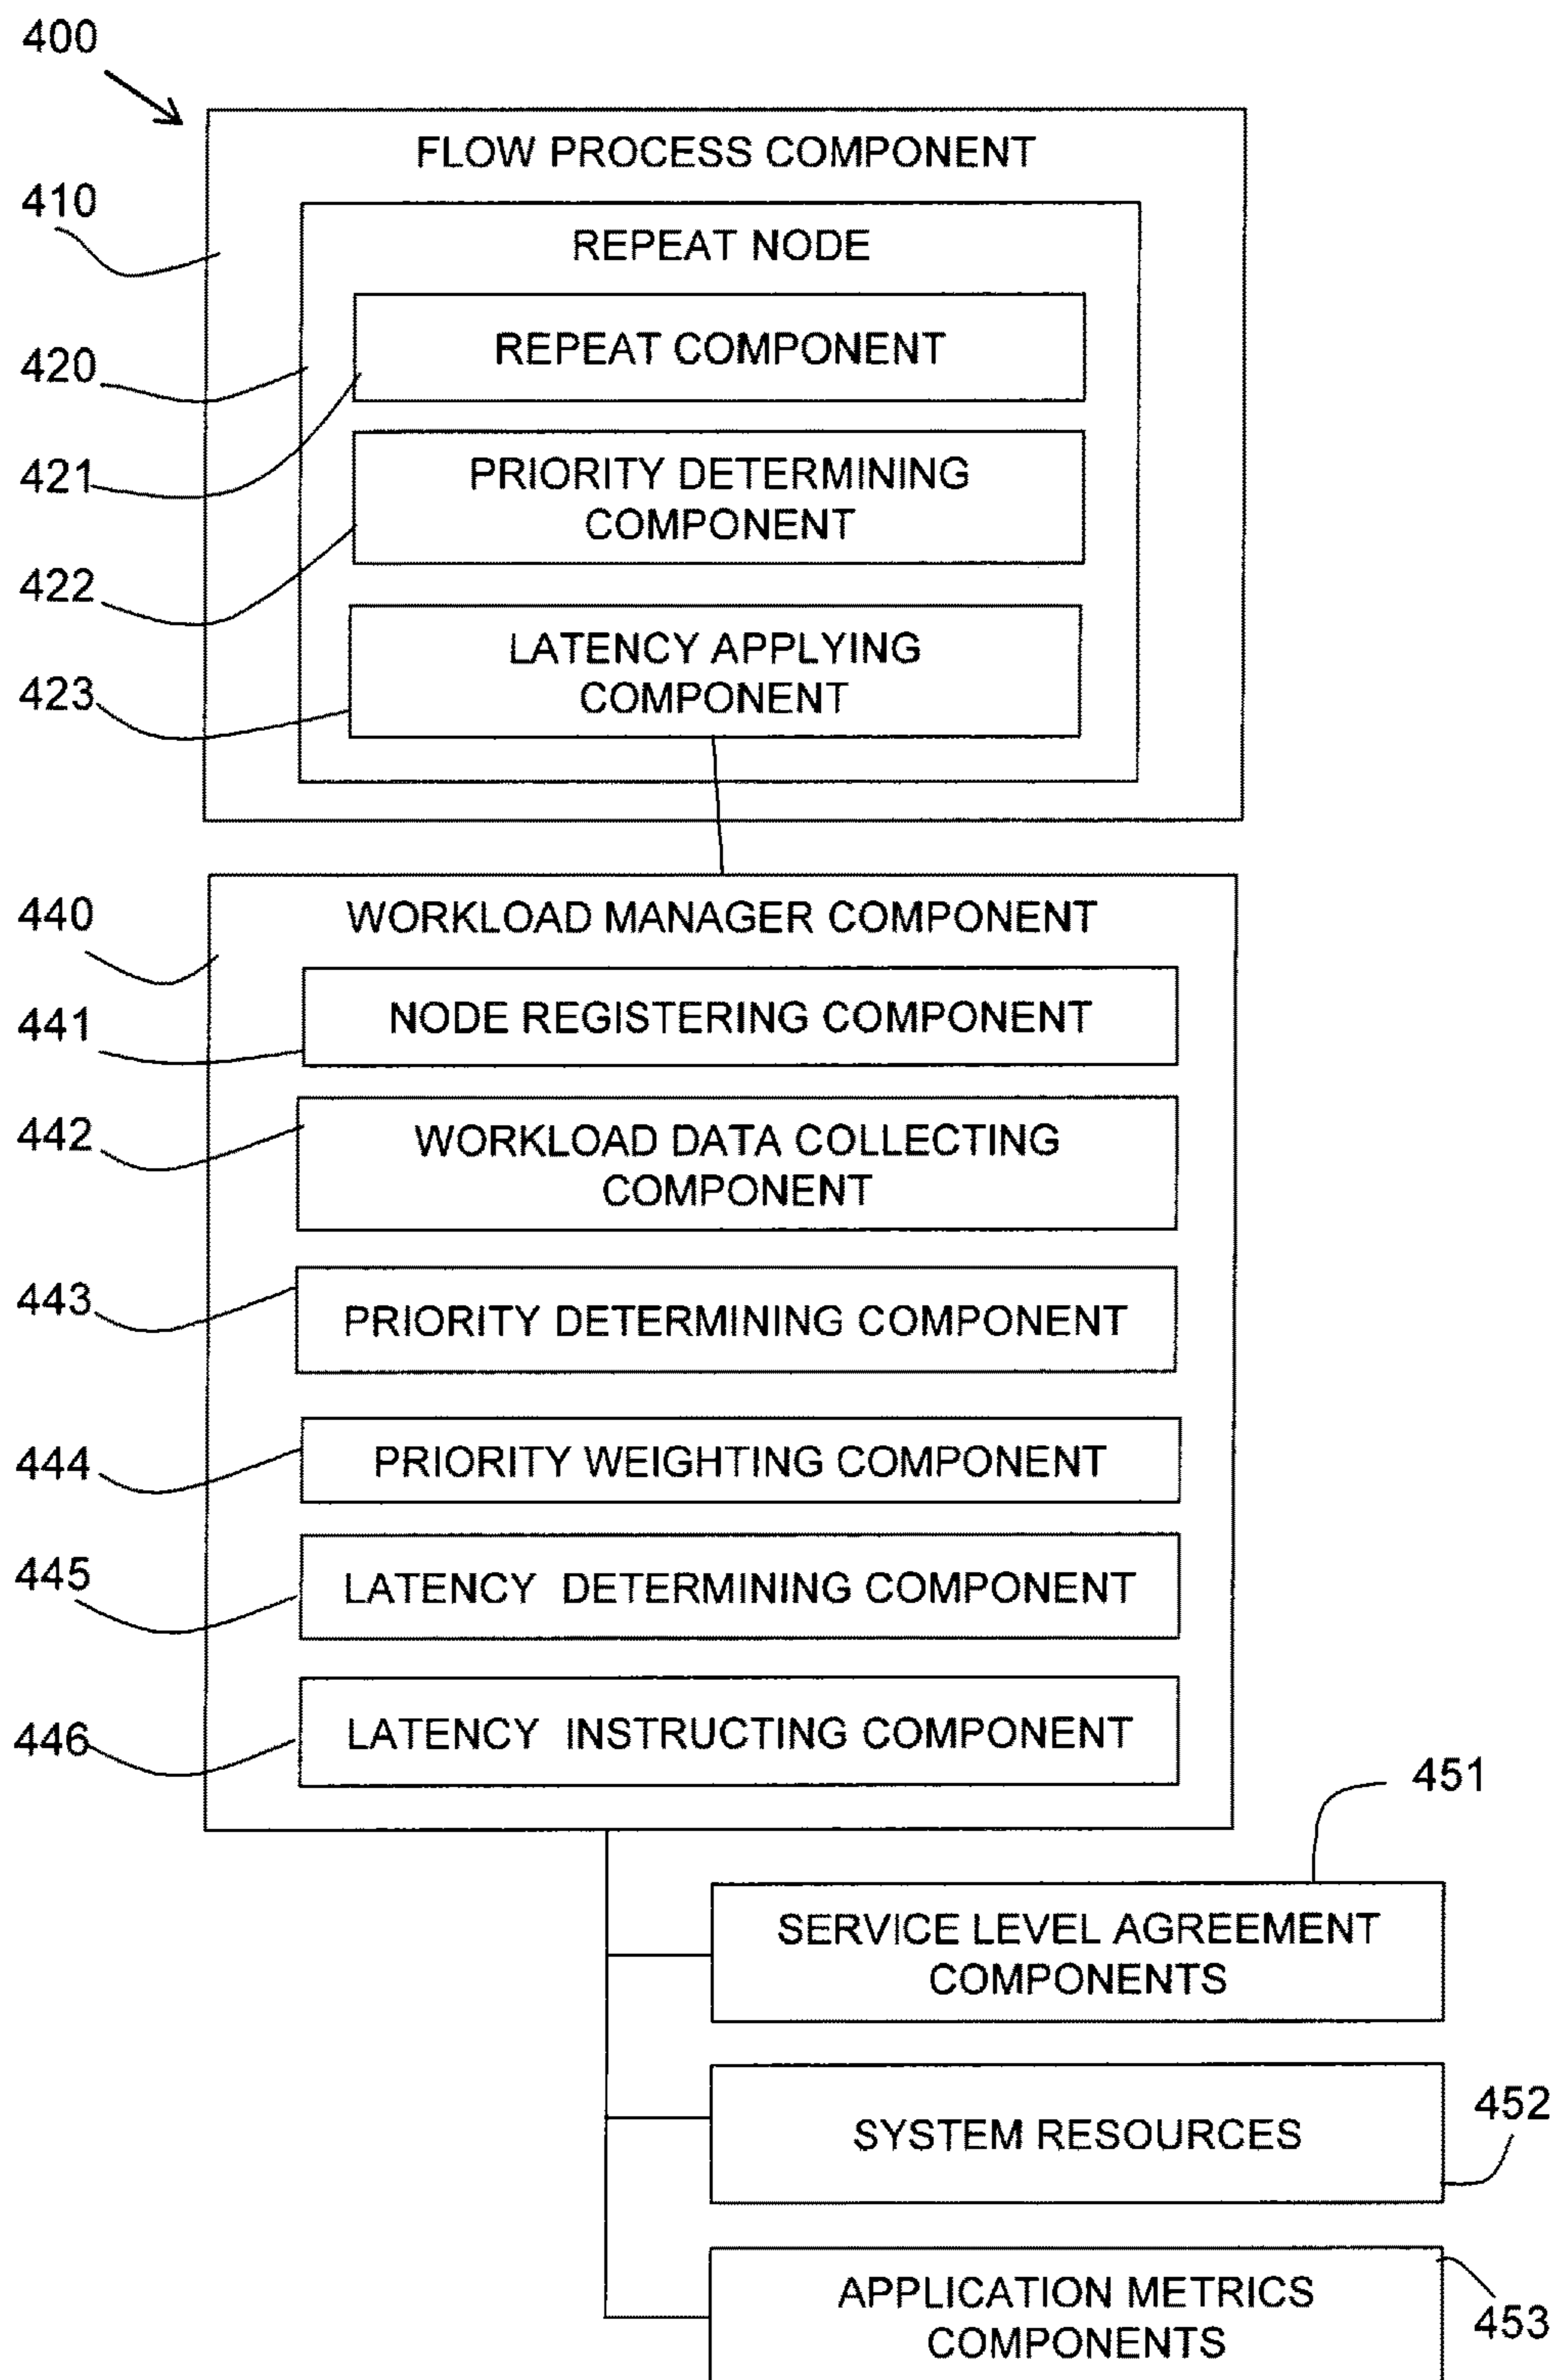 400
FLOW PROCESS COMPONENT
410
REPEAT NODE
REPEAT COMPONENT
420
421
PRIORITY DETERMINING
COMPONENT
422
LATENCY APPLYING
COMPONENT
423
440
WORKLOAD MANAGER COMPONENT
441
NODE REGISTERING COMPONENT
442
WORKLOAD DATA COLLECTING
COMPONENT
443
PRIORITY DETERMINING COMPONENT
444
PRIORITY WEIGHTING COMPONENT
445
LATENCY DETERMINING COMPONENT
446
LATENCY INSTRUCTING COMPONENT
451
SERVICE LEVEL AGREEMENT
COMPONENTS
452
SYSTEM RESOURCES
APPLICATION METRICS
COMPONENTS
453